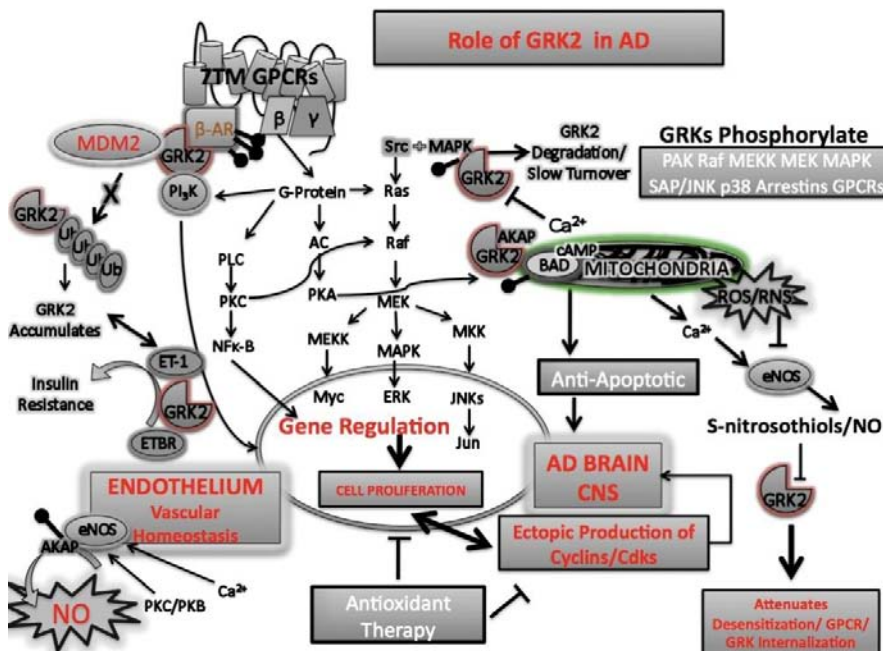 Role of GRK2 in AD
7TM GPCRs
β γ
β-AR
MDM2
GRK2
PI3K
X
GRK2
Ub
Ub
Ub
Ub
GRK2
Accumulates
G-Protein
PLC
PKC
NFκ-B
AC
PKA
Src + MAPK
Ras
Raf
MEK
MEKK
MAPK
MKK
Myc
ERK
JNKs
Jun
GRK2
GRK2
Degradation/
Slow Turnover
GRKs Phosphorylate
PAK Raf MEKK MEK MAPK
SAP/JNK p38 Arrestins GPCRs
Ca2+
AKAP
GRK2
cAMP
BAD
MITOCHONDRIA
ROS/RNS
Ca2+
eNOS
S-nitrosothiols/NO
GRK2
Attenuates
Desensitization/ GPCR/
GRK Internalization
Anti-Apoptotic
AD BRAIN
CNS
Ectopic Production of
Cyclins/Cdks
Gene Regulation
CELL PROLIFERATION
Antioxidant
Therapy
ET-1
GRK2
ETBR
Insulin
Resistance
ENDOTHELIUM
Vascular
Homeostasis
eNOS
AKAP
NO
PKC/PKB
Ca2+